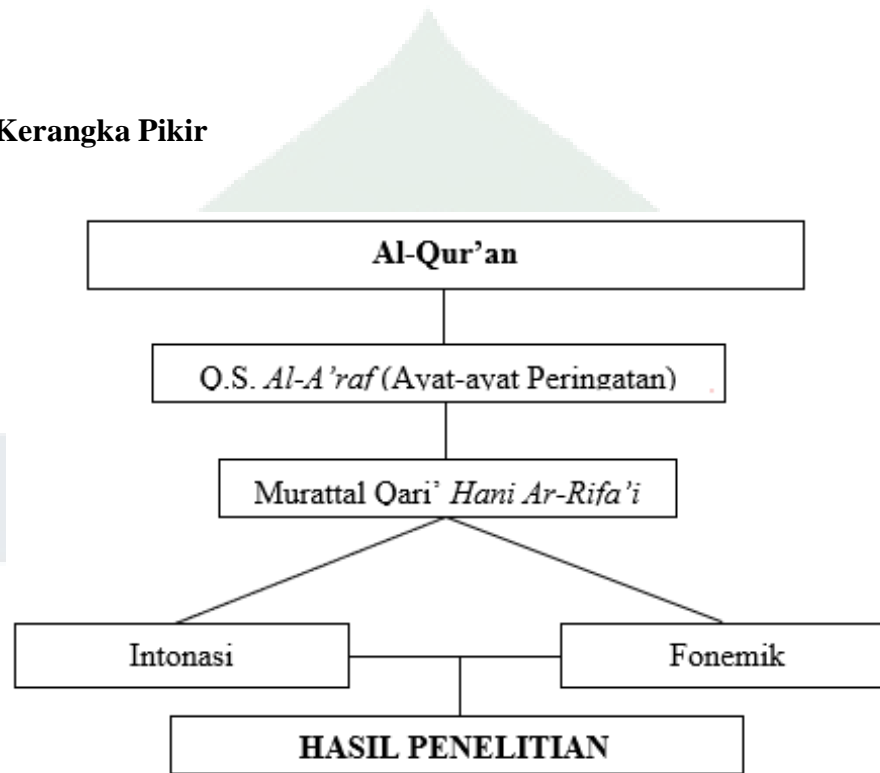 Kerangka Pikir
Al-Qur’an
Q.S. Al-A’raf (Ayat-ayat Peringatan)
Murattal Qari’ Hani Ar-Rifa’i
Intonasi
Fonemik
HASIL PENELITIAN